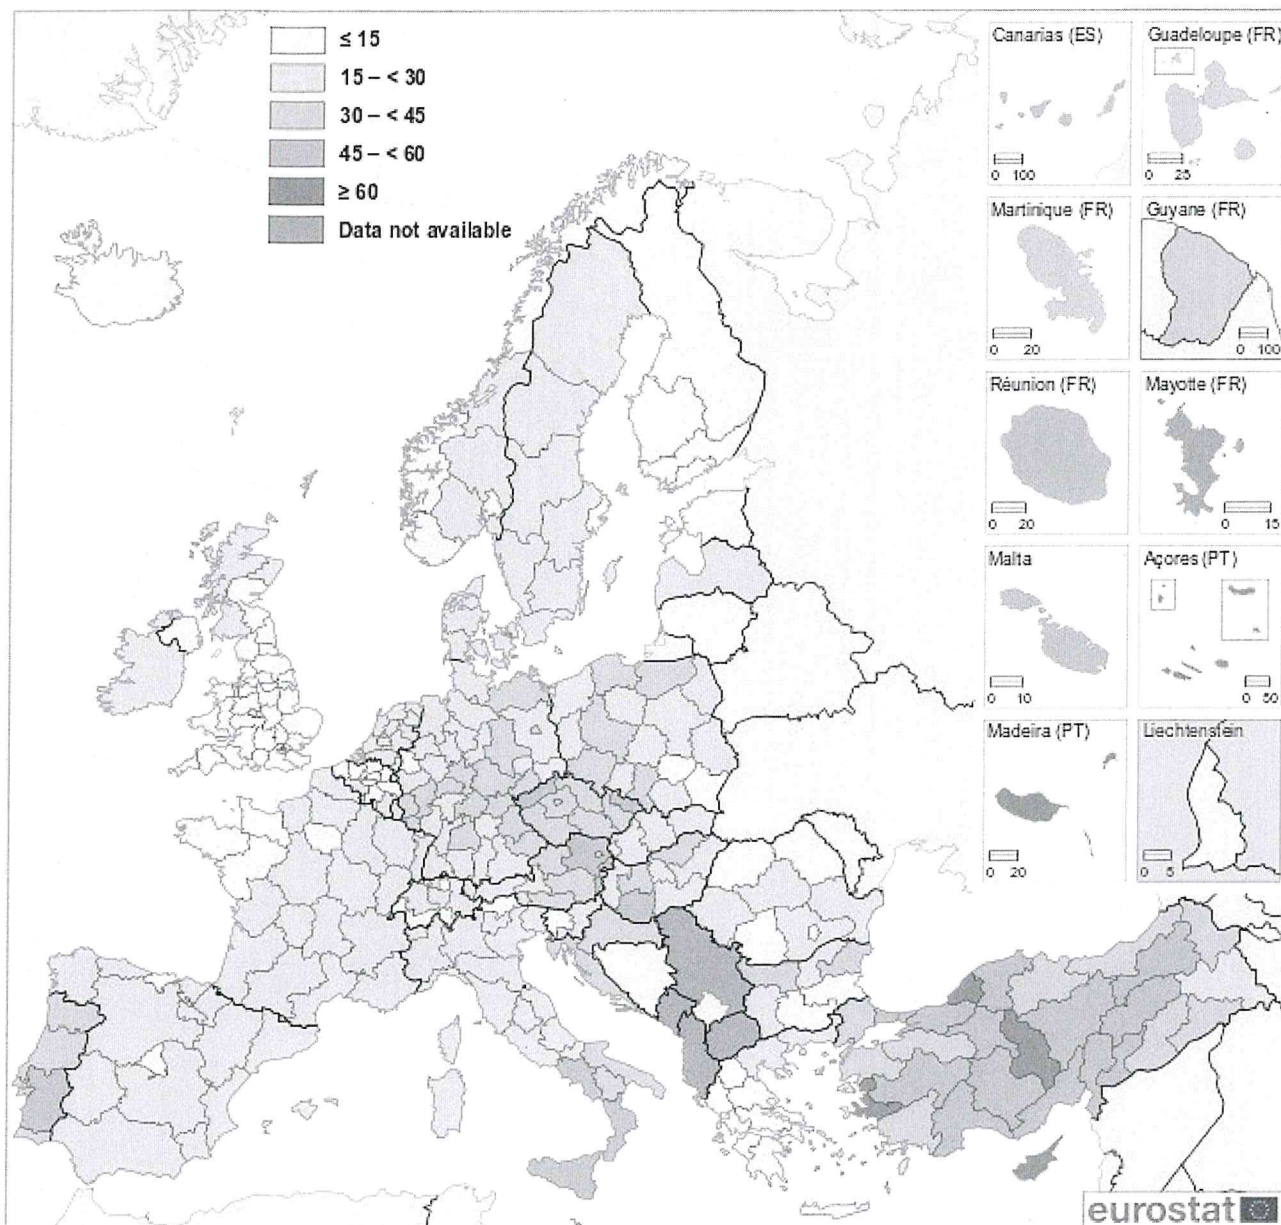 ≤ 15
15 – < 30
30 – < 45
45 – < 60
≥ 60
Data not available
Canarias (ES)
0 100
Guadeloupe (FR)
0 25
Martinique (FR)
0 20
Guyane (FR)
0 100
Réunion (FR)
0 20
Mayotte (FR)
0 15
Malta
0 10
Açores (PT)
0 50
Madeira (PT)
0 20
Liechtenstein
0 5
eurostat